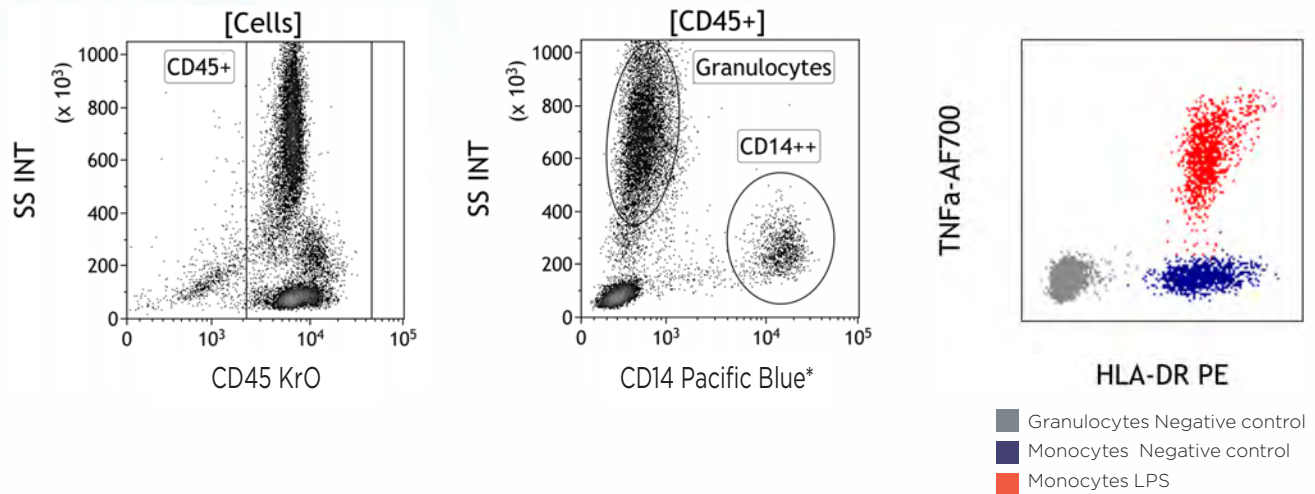 [Cells]
CD45+
SS INT
(x 10³)
1000
800
600
400
200
0
0 10³ 10⁴ 10⁵
CD45 KrO
[CD45+]
Granulocytes
CD14++
SS INT
(x 10³)
1000
800
600
400
200
0
0 10³ 10⁴ 10⁵
CD14 Pacific Blue*
TNFa-AF700
HLA-DR PE
Granulocytes Negative control
Monocytes Negative control
Monocytes LPS